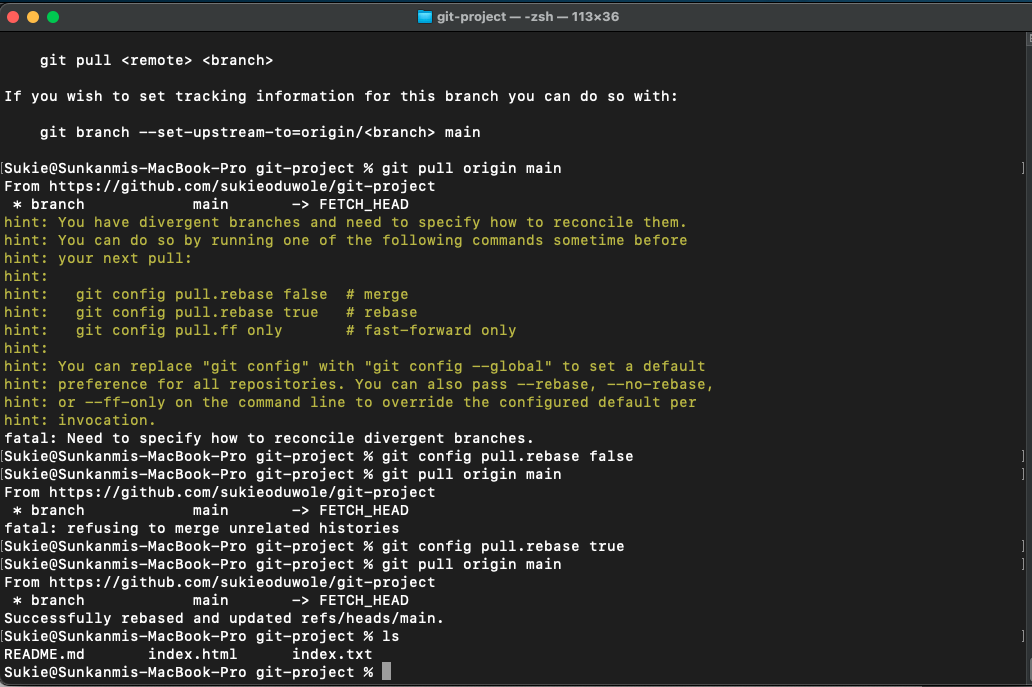 git-project — -zsh — 113×36
git pull <remote> <branch>
If you wish to set tracking information for this branch you can do so with:
git branch --set-upstream-to=origin/<branch> main
[Sukie@Sunkanmis-MacBook-Pro git-project % git pull origin main ]
From https://github.com/sukieoduwole/git-project
 * branch            main       -> FETCH_HEAD
hint: You have divergent branches and need to specify how to reconcile them.
hint: You can do so by running one of the following commands sometime before
hint: your next pull:
hint:
hint:   git config pull.rebase false  # merge
hint:   git config pull.rebase true   # rebase
hint:   git config pull.ff only       # fast-forward only
hint:
hint: You can replace "git config" with "git config --global" to set a default
hint: preference for all repositories. You can also pass --rebase, --no-rebase,
hint: or --ff-only on the command line to override the configured default per
hint: invocation.
fatal: Need to specify how to reconcile divergent branches.
[Sukie@Sunkanmis-MacBook-Pro git-project % git config pull.rebase false ]
[Sukie@Sunkanmis-MacBook-Pro git-project % git pull origin main ]
From https://github.com/sukieoduwole/git-project
 * branch            main       -> FETCH_HEAD
fatal: refusing to merge unrelated histories
[Sukie@Sunkanmis-MacBook-Pro git-project % git config pull.rebase true ]
[Sukie@Sunkanmis-MacBook-Pro git-project % git pull origin main ]
From https://github.com/sukieoduwole/git-project
 * branch            main       -> FETCH_HEAD
Successfully rebased and updated refs/heads/main.
[Sukie@Sunkanmis-MacBook-Pro git-project % ls ]
README.md       index.html      index.txt
Sukie@Sunkanmis-MacBook-Pro git-project %